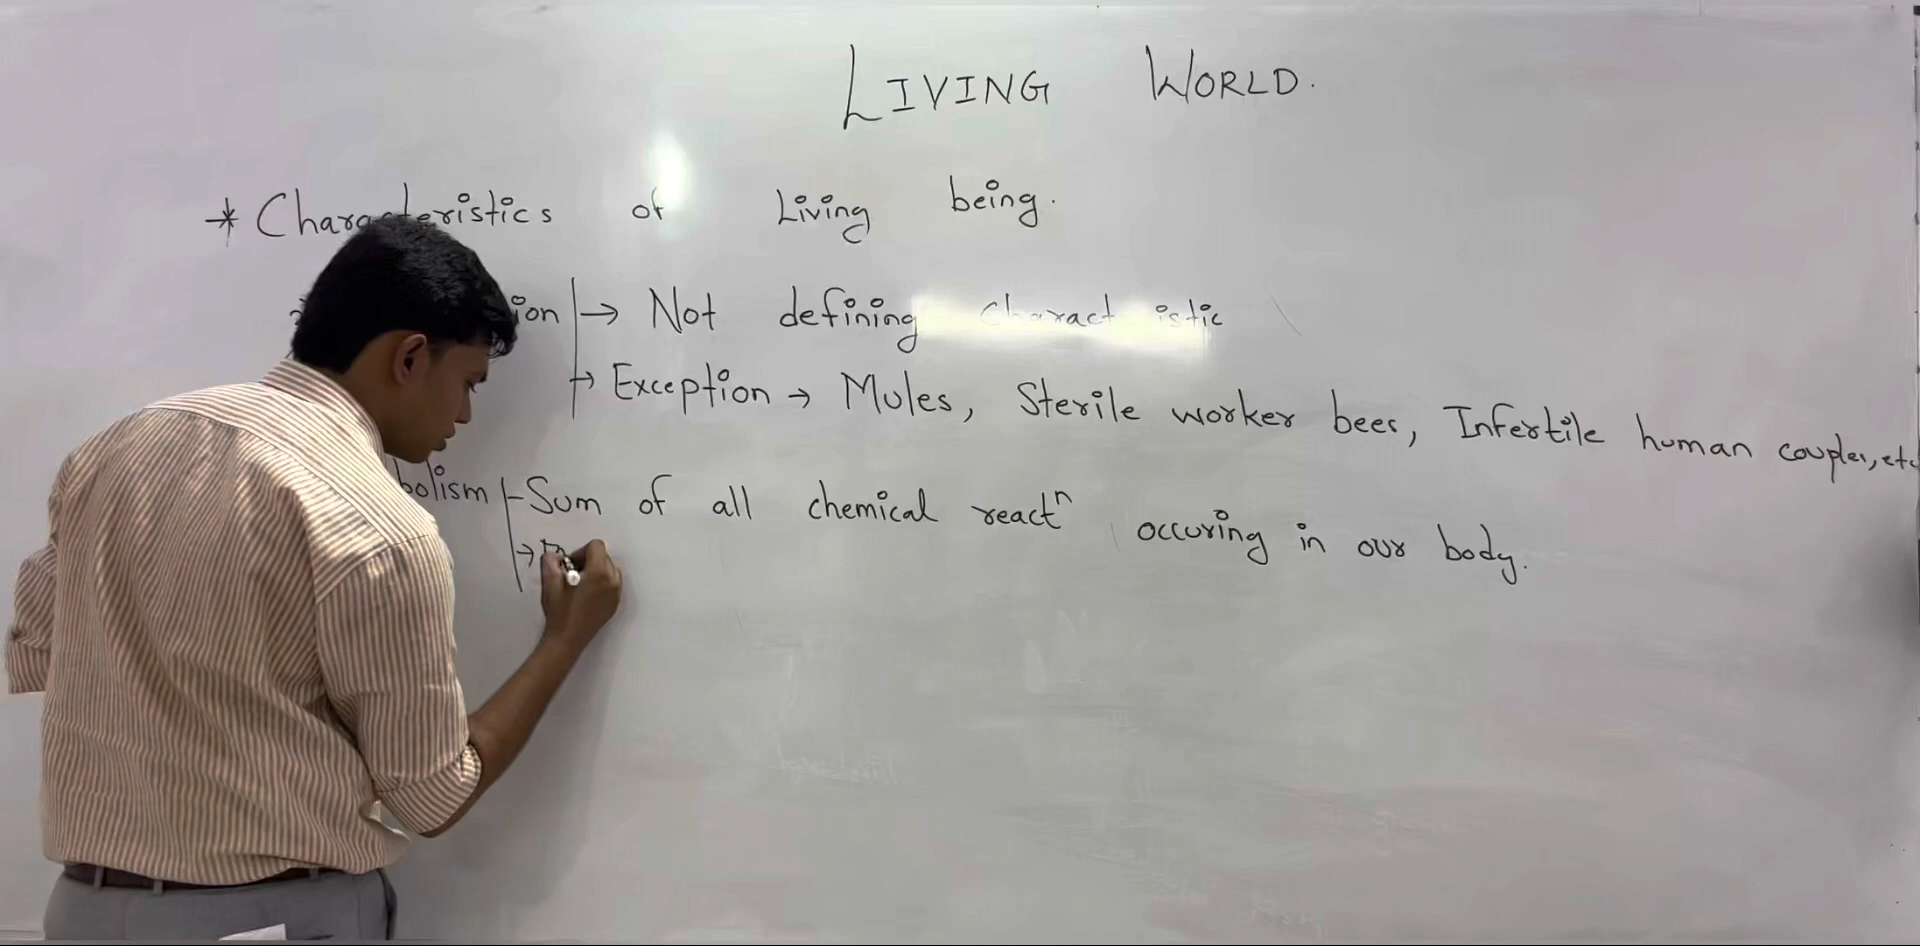 LIVING WORLD.
* Characteristics of Living being.
→ Not defining charact istic
→ Exception → Mules, Sterile worker bees, Infertile human couples, etc
bolism - Sum of all chemical reactⁿ occuring in our body.
→